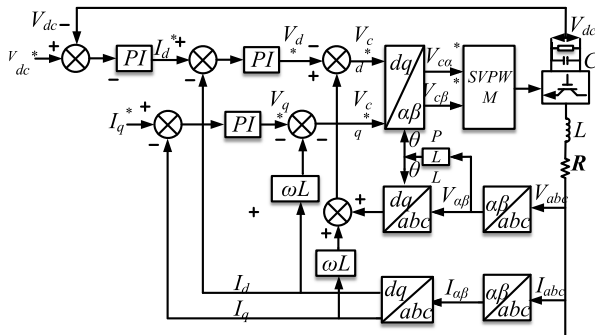 V_dc − V_dc
V_dc* + − PI I_d* + − PI V_d* − + V_c d* dq αβ V_cα* V_cβ* SVPW M C
I_q* + − PI V_q* − − V_c q* θ P L L θ L
R
ωL + + + dq abc V_αβ αβ abc V_abc
ωL
I_d dq abc I_αβ αβ abc I_abc
I_q